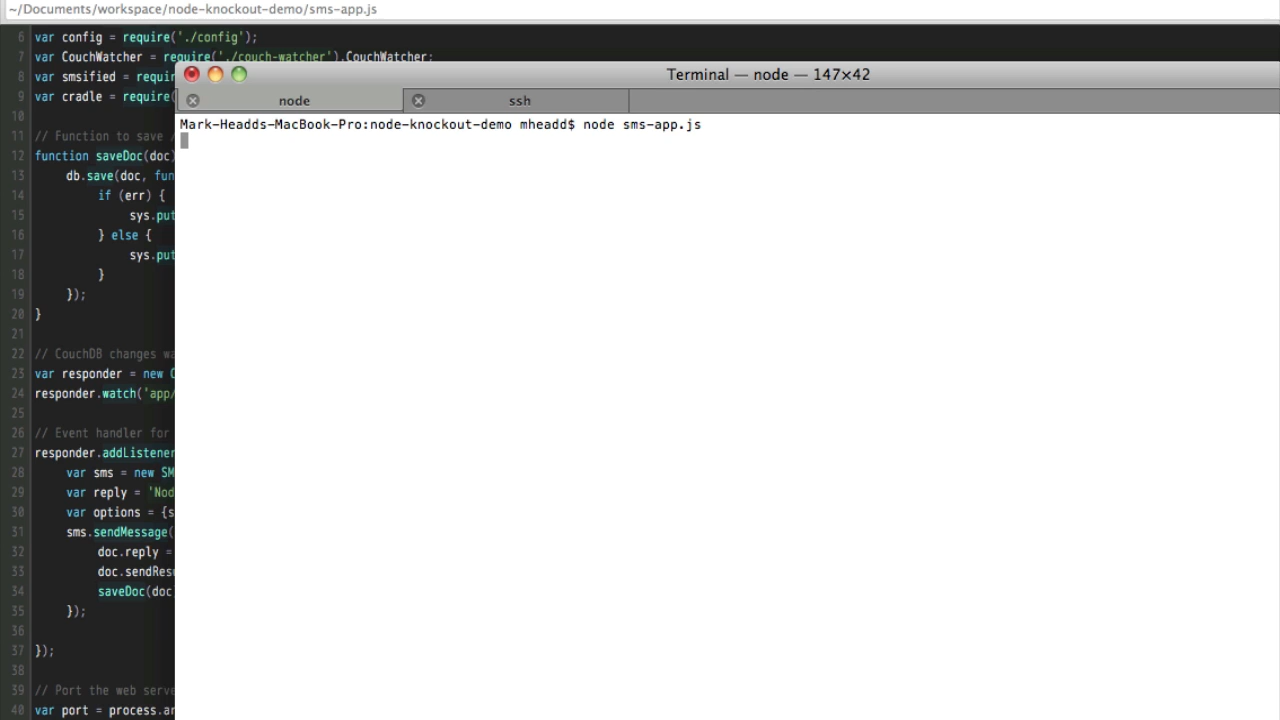 ~/Documents/workspace/node-knockout-demo/sms-app.js
6 var config = require('./config');
7 var CouchWatcher = require('./couch-watcher').CouchWatcher;
8 var smsified = requir
9 var cradle = require(
10
11 // Function to save
12 function saveDoc(doc)
13 db.save(doc, fun
14 if (err) {
15 sys.put
16 } else {
17 sys.put
18 }
19 });
20 }
21
22 // CouchDB changes wa
23 var responder = new C
24 responder.watch('app/
25
26 // Event handler for
27 responder.addListener
28 var sms = new SM
29 var reply = 'Nod
30 var options = {s
31 sms.sendMessage(
32 doc.reply =
33 doc.sendRes
34 saveDoc(doc
35 });
36
37 });
38
39 // Port the web serve
40 var port = process.ar
Terminal — node — 147×42
node
ssh
Mark-Headds-MacBook-Pro:node-knockout-demo mheadd$ node sms-app.js